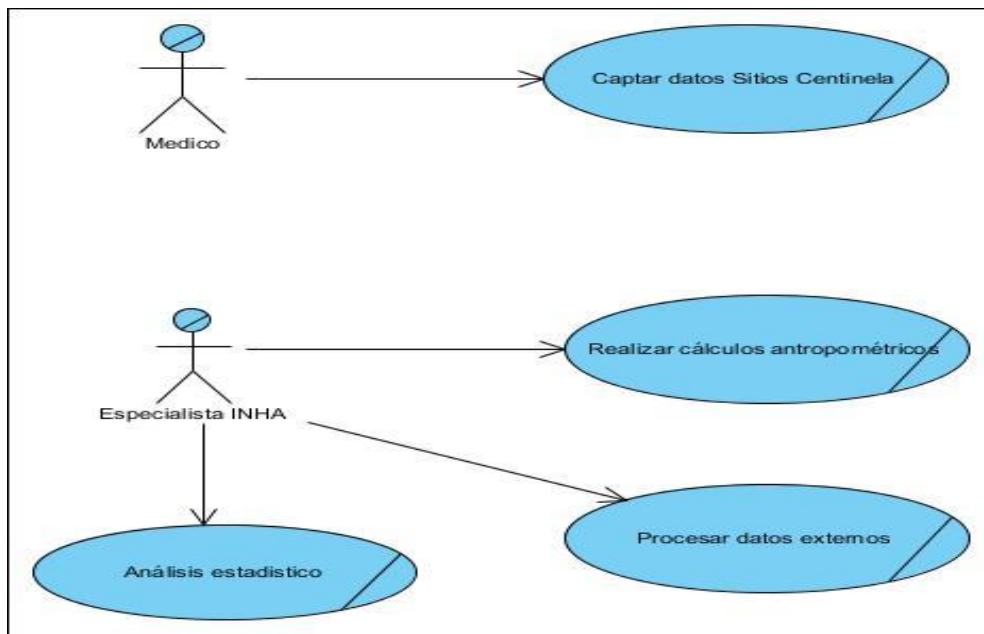 Captar datos Sitios Centinela
Medico
Realizar cálculos antropométricos
Especialista INHA
Procesar datos externos
Análisis estadistico